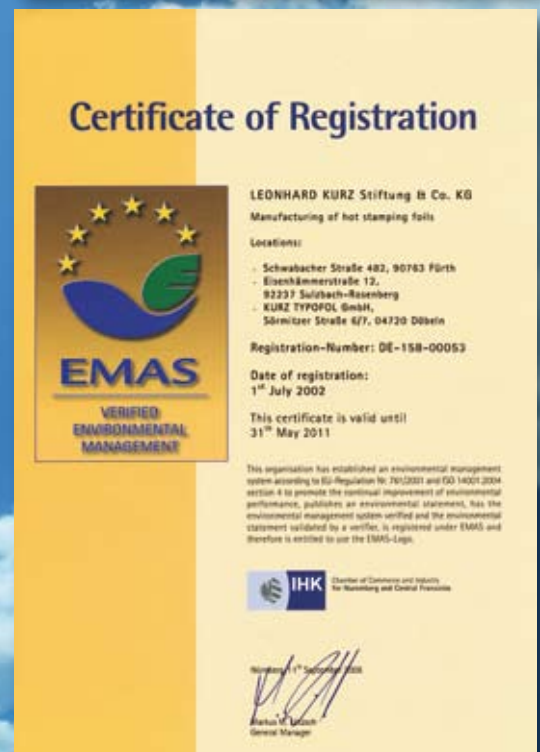 Certificate of Registration
EMAS
VERIFIED
ENVIRONMENTAL
MANAGEMENT
LEONHARD KURZ Stiftung & Co. KG
Manufacturing of hot stamping foils
Locations:
- Schwabacher Straße 482, 90763 Fürth
- Eisenhämmerstraße 12,
92237 Sulzbach-Rosenberg
- KURZ TYPOFOL GmbH,
Sörmitzer Straße 6/7, 04720 Döbeln
Registration-Number: DE-158-00053
Date of registration:
1st July 2002
This certificate is valid until
31th May 2011
This organisation has established an environmental management
system according to EU-Regulation Nr. 761/2001 and ISO 14001:2004
section 4 to promote the continual improvement of environmental
performance, publishes an environmental statement, has the
environmental management system verified and the environmental
statement validated by a verifier, is registered under EMAS and
therefore is entitled to use the EMAS-Logo.
IHK
Chamber of Commerce and Industry
for Nuremberg and Central Franconia
Nürnberg, 11th September
Markus
General Manager